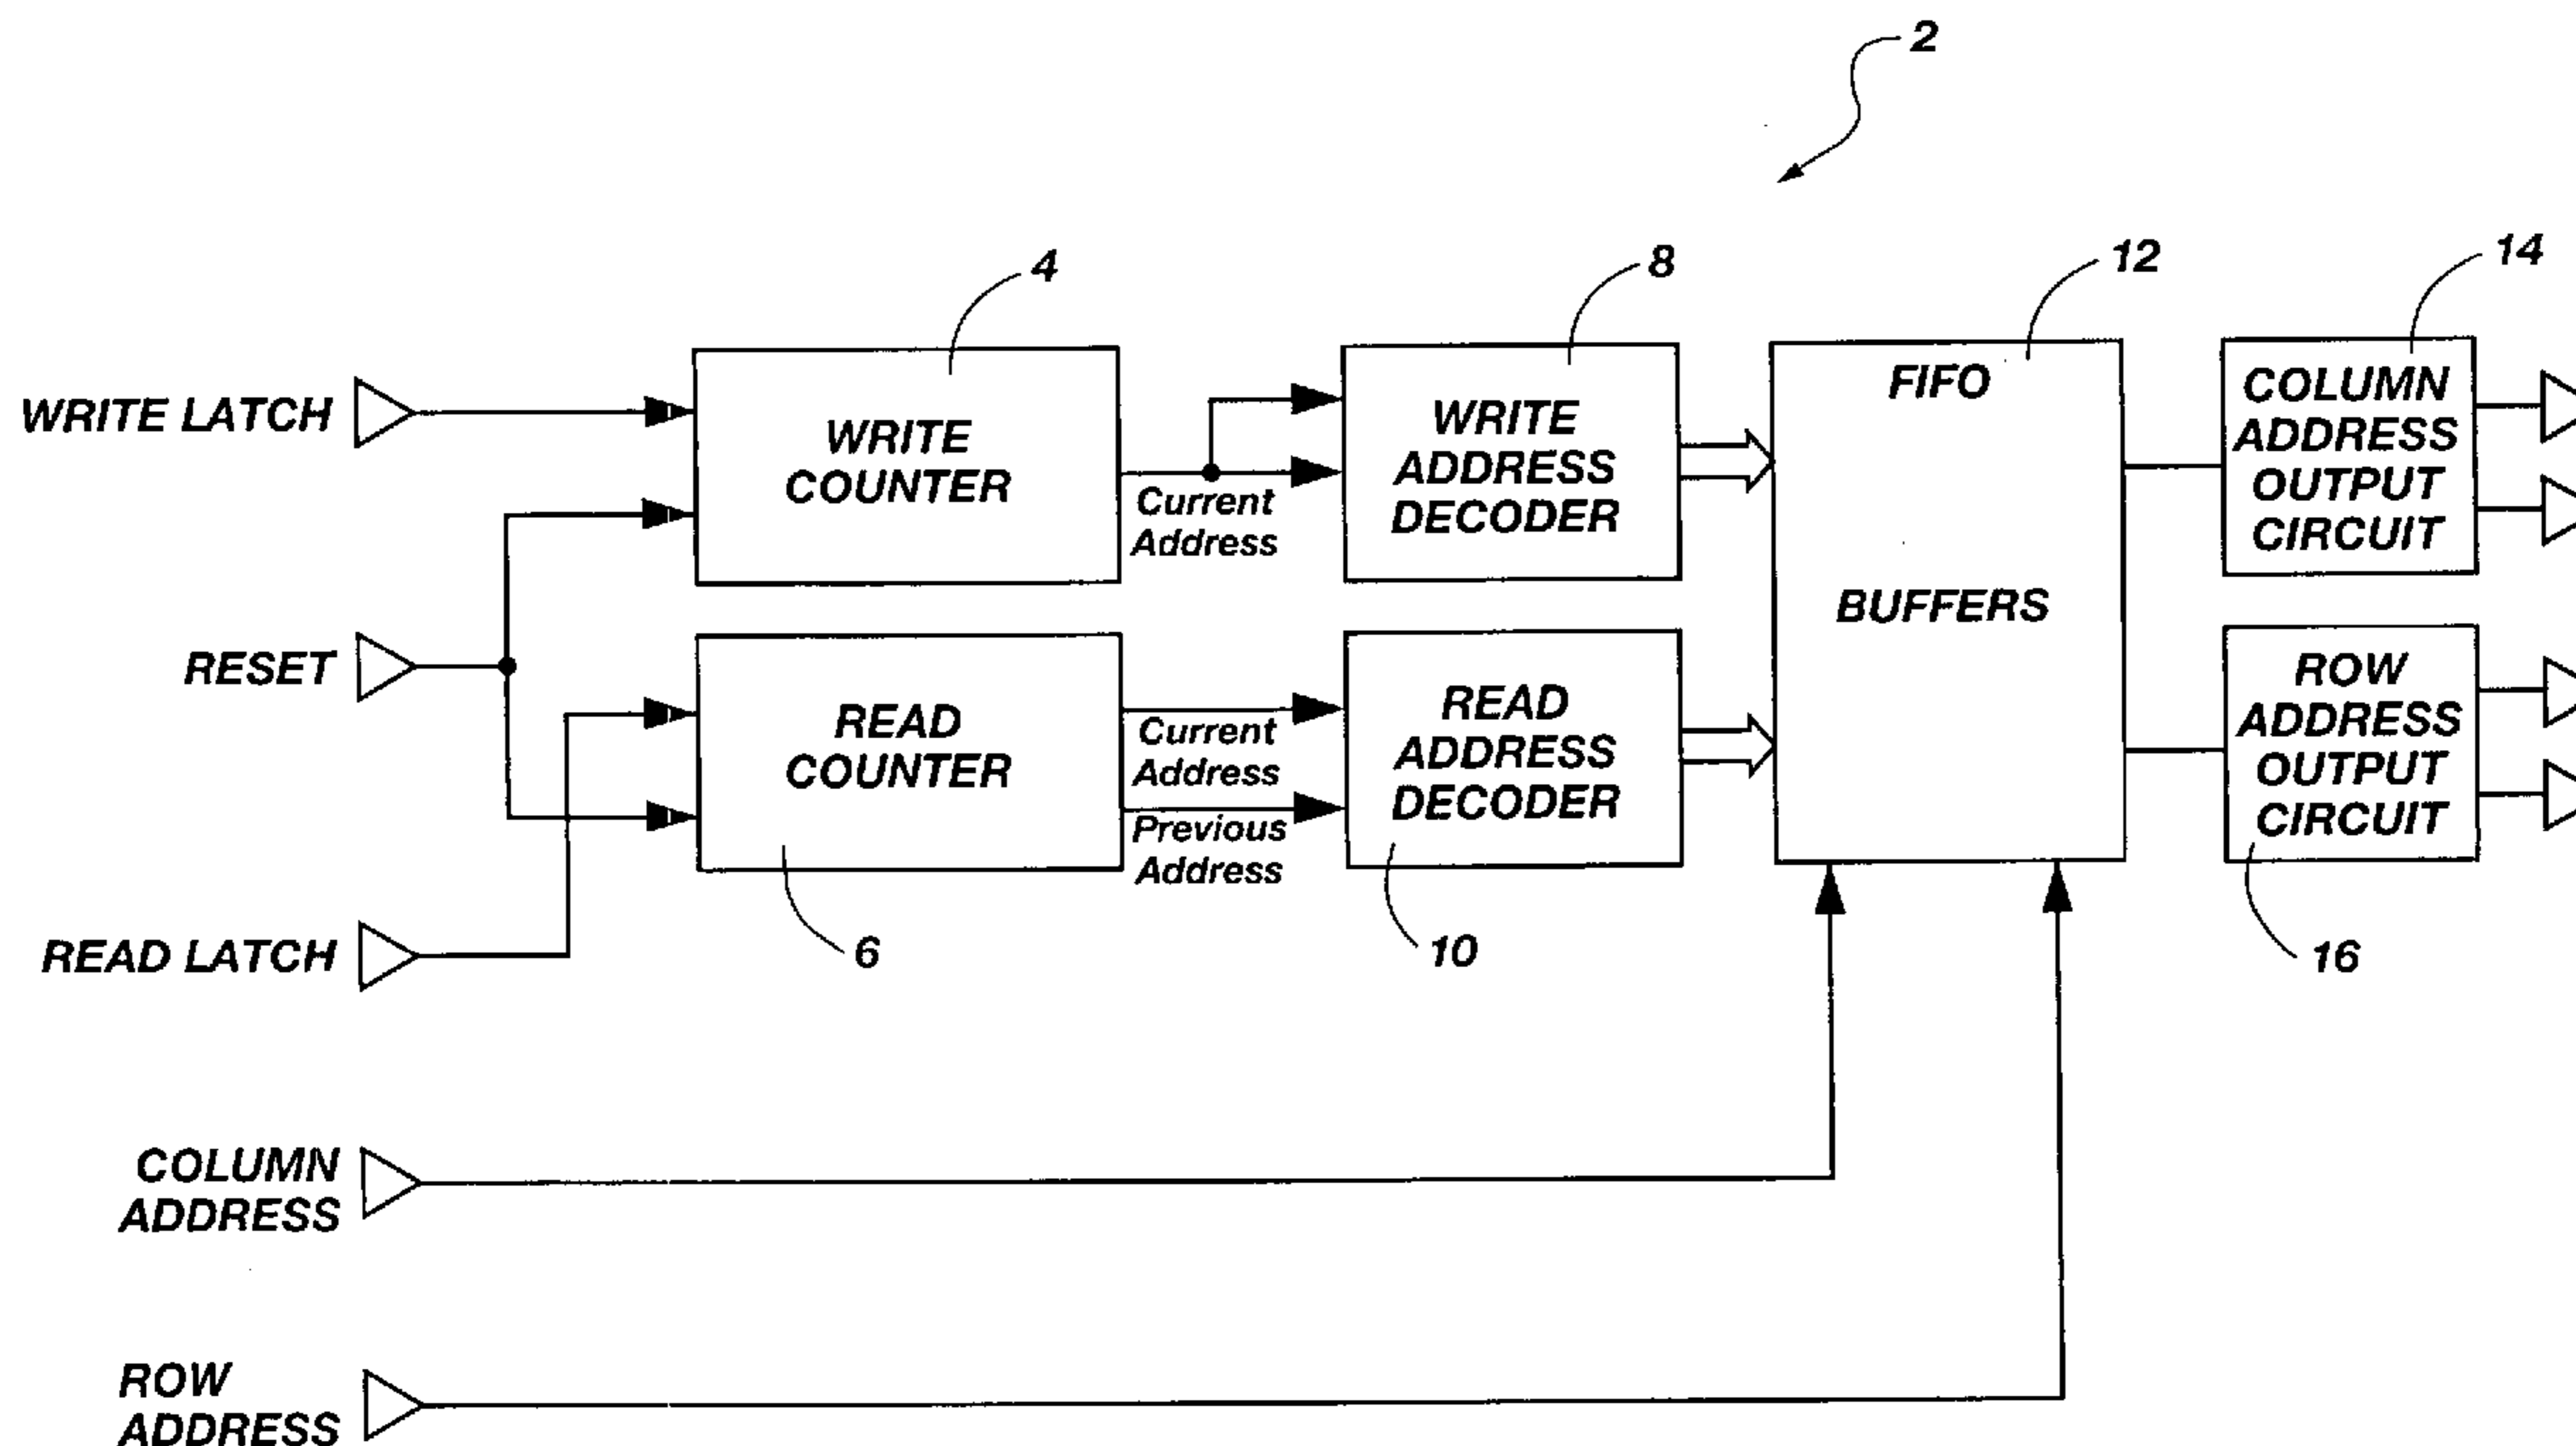 2
4
8
12
14
WRITE LATCH
WRITE
COUNTER
Current
Address
WRITE
ADDRESS
DECODER
FIFO
BUFFERS
COLUMN
ADDRESS
OUTPUT
CIRCUIT
RESET
READ
COUNTER
Current
Address
Previous
Address
READ
ADDRESS
DECODER
ROW
ADDRESS
OUTPUT
CIRCUIT
READ LATCH
6
10
16
COLUMN
ADDRESS
ROW
ADDRESS